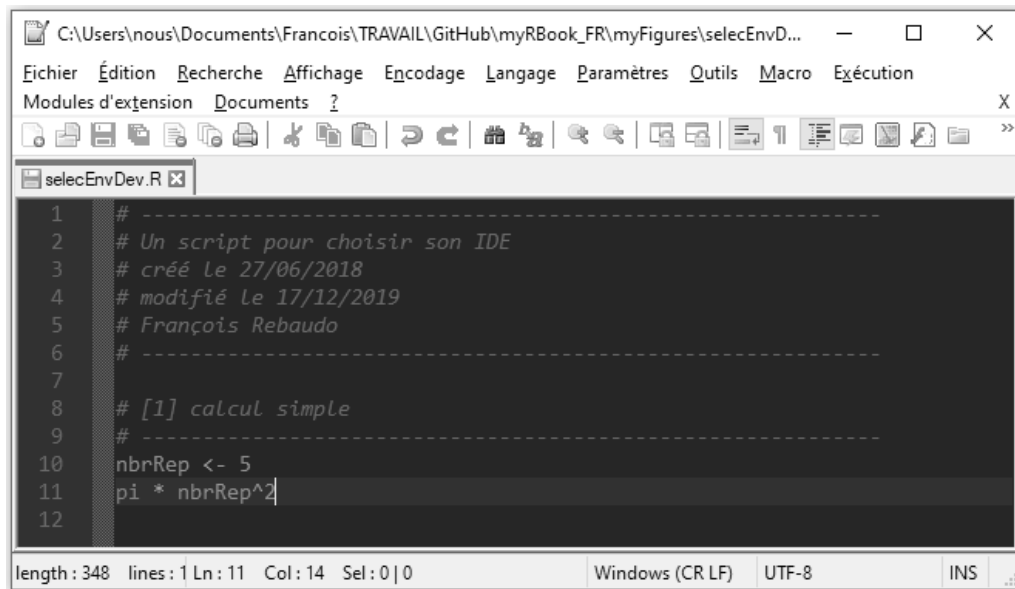 C:\Users\nous\Documents\Francois\TRAVAIL\GitHub\myRBook_FR\myFigures\selecEnvD...
Fichier Édition Recherche Affichage Encodage Langage Paramètres Outils Macro Exécution
Modules d'extension Documents ? X
selecEnvDev.R
1 # -----------------------------------------------------------
2 # Un script pour choisir son IDE
3 # créé le 27/06/2018
4 # modifié le 17/12/2019
5 # François Rebaudo
6 # -----------------------------------------------------------
7
8 # [1] calcul simple
9 # -----------------------------------------------------------
10 nbrRep <- 5
11 pi * nbrRep^2
12
length : 348 lines : 1 Ln : 11 Col : 14 Sel : 0 | 0 Windows (CR LF) UTF-8 INS